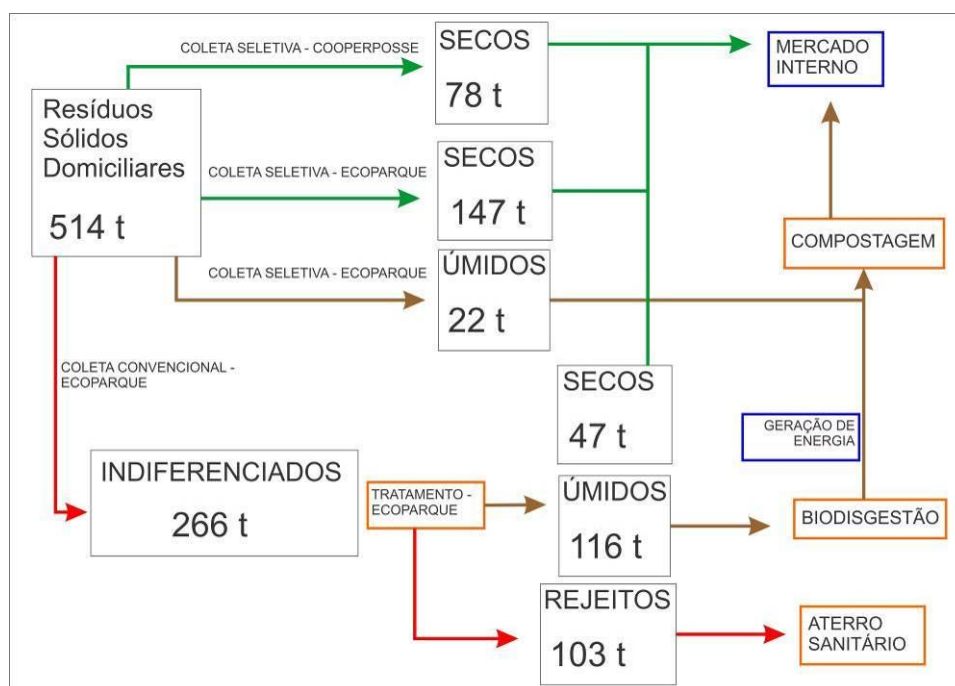 COLETA SELETIVA - COOPERPOSSE
SECOS
78 t
MERCADO
INTERNO
Resíduos
Sólidos
Domiciliares
514 t
COLETA SELETIVA - ECOPARQUE
SECOS
147 t
COMPOSTAGEM
COLETA SELETIVA - ECOPARQUE
ÚMIDOS
22 t
COLETA CONVENCIONAL -
ECOPARQUE
SECOS
47 t
GERAÇÃO DE
ENERGIA
INDIFERENCIADOS
266 t
TRATAMENTO -
ECOPARQUE
ÚMIDOS
116 t
BIODISGESTÃO
REJEITOS
103 t
ATERRO
SANITÁRIO